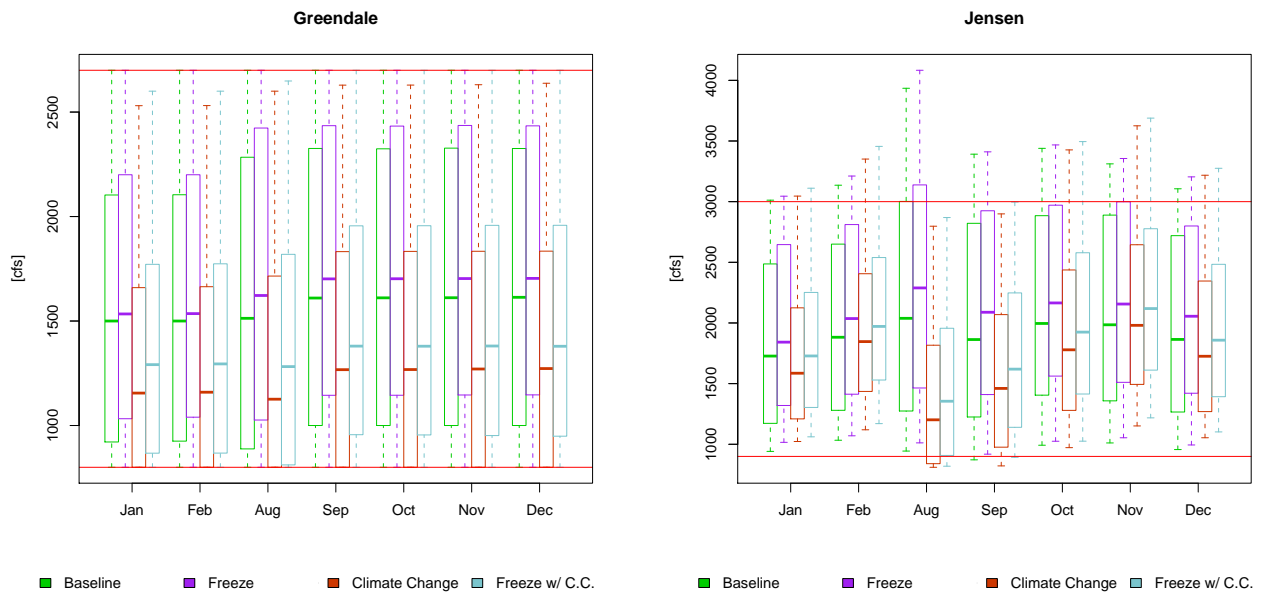 Greendale
[cfs]
2500
2000
1500
1000
Jan Feb Aug Sep Oct Nov Dec
Baseline Freeze Climate Change Freeze w/ C.C.
Jensen
[cfs]
4000
3500
3000
2500
2000
1500
1000
Jan Feb Aug Sep Oct Nov Dec
Baseline Freeze Climate Change Freeze w/ C.C.